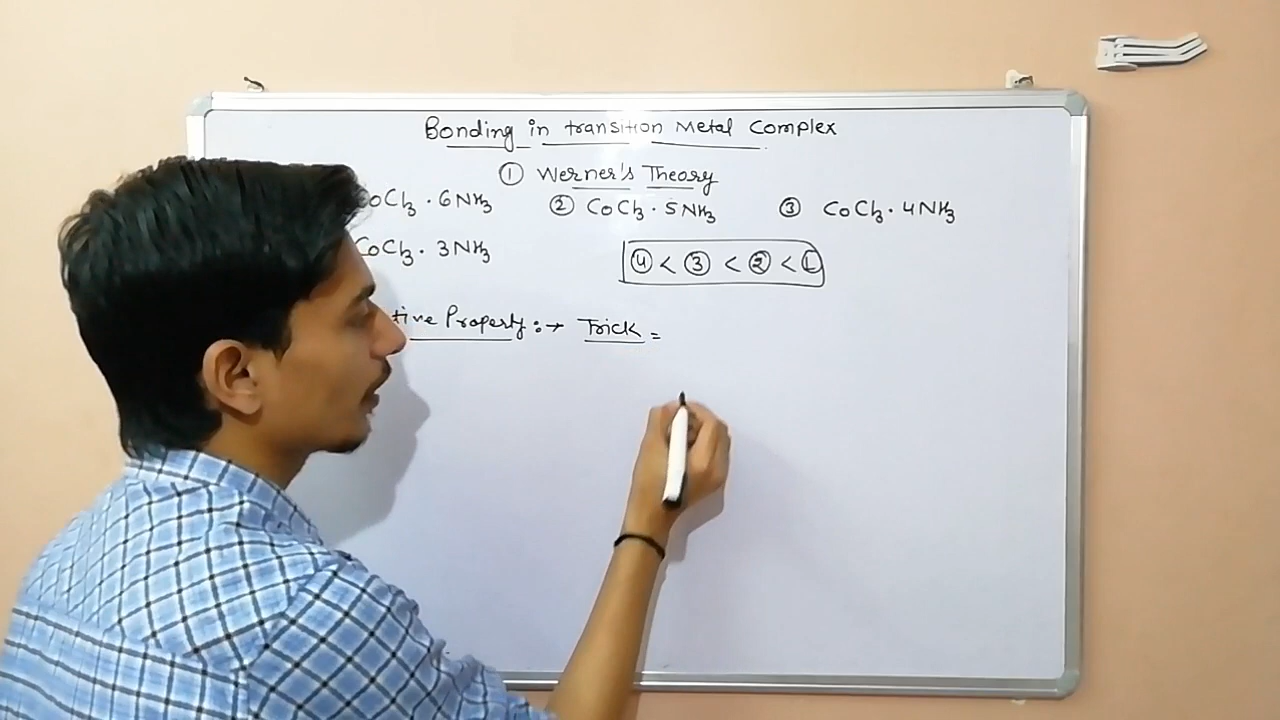 Bonding in transition Metal Complex
① Werner's Theory
CoCl3 . 6NH3 ② CoCl3 . 5NH3 ③ CoCl3 . 4NH3
CoCl3 . 3NH3 ④ < ③ < ② < ①
tive Property :→ Trick =